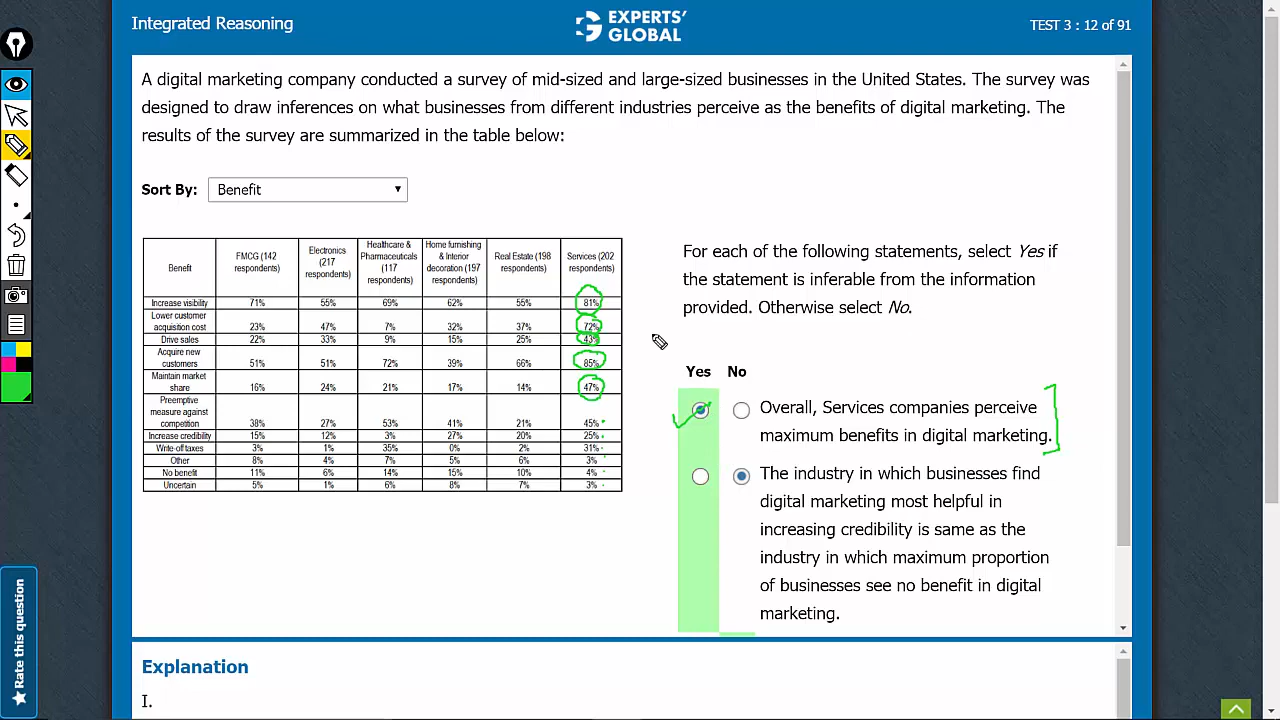 Integrated Reasoning
EXPERTS'
GLOBAL
TEST 3 : 12 of 91
A digital marketing company conducted a survey of mid-sized and large-sized businesses in the United States. The survey was
designed to draw inferences on what businesses from different industries perceive as the benefits of digital marketing. The
results of the survey are summarized in the table below:
Sort By: Benefit
Benefit FMCG (142 respondents) Electronics (217 respondents) Healthcare & Pharmaceuticals (117 respondents) Home furnishing & Interior decoration (197 respondents) Real Estate (198 respondents) Services (202 respondents)
Increase visibility 71% 55% 69% 62% 55% 81%
Lower customer acquisition cost 23% 47% 7% 32% 37% 72%
Drive sales 22% 33% 9% 15% 25% 43%
Acquire new customers 51% 51% 72% 39% 66% 85%
Maintain market share 16% 24% 21% 17% 14% 47%
Preemptive measure against competition 38% 27% 53% 41% 21% 45%
Increase credibility 15% 12% 3% 27% 20% 25%
Write-off taxes 3% 1% 35% 0% 2% 31%
Other 8% 4% 7% 5% 6% 3%
No benefit 11% 6% 14% 15% 10% 4%
Uncertain 5% 1% 6% 8% 7% 3%
For each of the following statements, select Yes if
the statement is inferable from the information
provided. Otherwise select No.
Yes No
Overall, Services companies perceive
maximum benefits in digital marketing.
The industry in which businesses find
digital marketing most helpful in
increasing credibility is same as the
industry in which maximum proportion
of businesses see no benefit in digital
marketing.
Explanation
I.
Rate this question